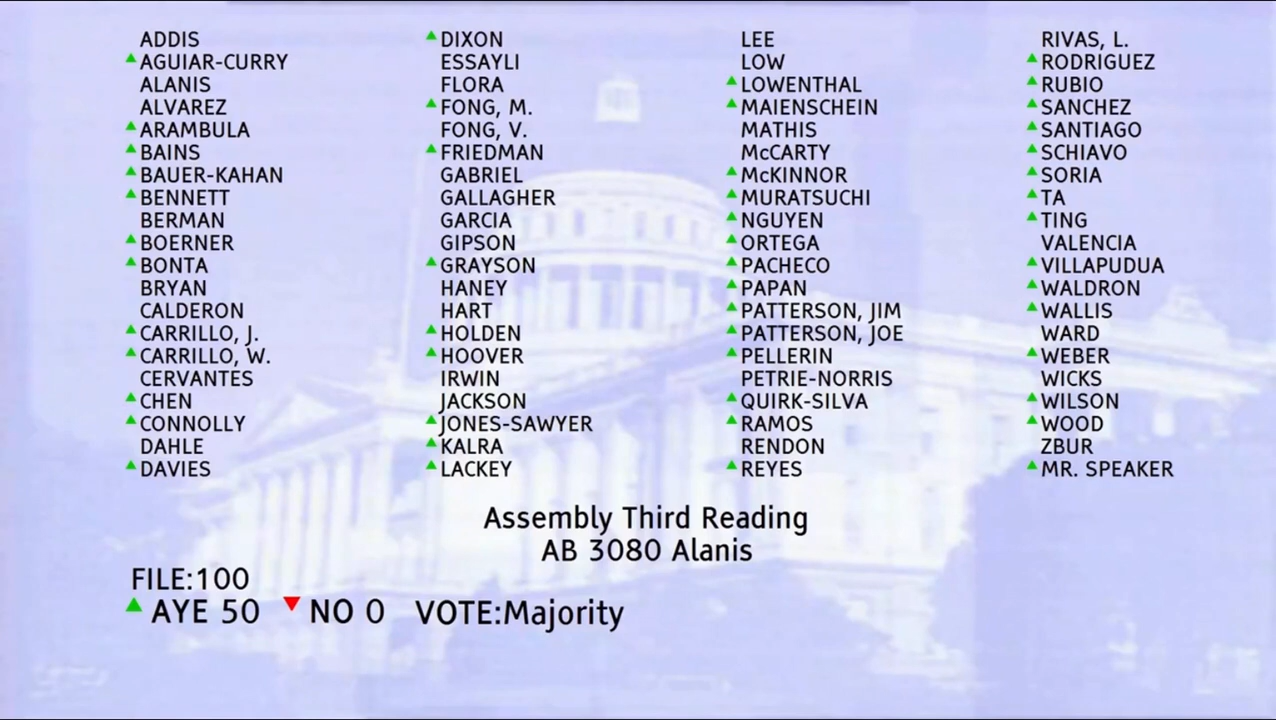 ADDIS DIXON LEE RIVAS, L.
AGUIAR-CURRY ESSAYLI LOW RODRIGUEZ
ALANIS FLORA LOWENTHAL RUBIO
ALVAREZ FONG, M. MAIENSCHEIN SANCHEZ
ARAMBULA FONG, V. MATHIS SANTIAGO
BAINS FRIEDMAN McCARTY SCHIAVO
BAUER-KAHAN GABRIEL McKINNOR SORIA
BENNETT GALLAGHER MURATSUCHI TA
BERMAN GARCIA NGUYEN TING
BOERNER GIPSON ORTEGA VALENCIA
BONTA GRAYSON PACHECO VILLAPUDUA
BRYAN HANEY PAPAN WALDRON
CALDERON HART PATTERSON, JIM WALLIS
CARRILLO, J. HOLDEN PATTERSON, JOE WARD
CARRILLO, W. HOOVER PELLERIN WEBER
CERVANTES IRWIN PETRIE-NORRIS WICKS
CHEN JACKSON QUIRK-SILVA WILSON
CONNOLLY JONES-SAWYER RAMOS WOOD
DAHLE KALRA RENDON ZBUR
DAVIES LACKEY REYES MR. SPEAKER
Assembly Third Reading
AB 3080 Alanis
FILE:100
AYE 50 NO 0 VOTE:Majority